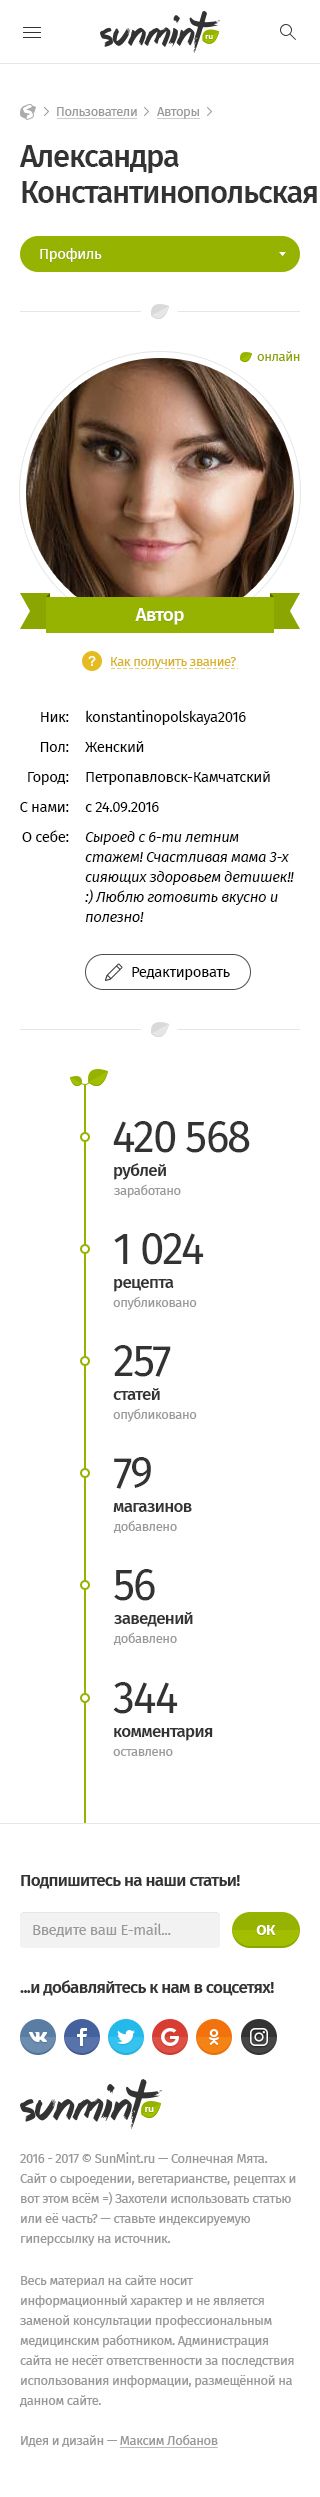 sunmint
ru
Пользователи
Авторы
Александра
Константинопольская
Профиль
онлайн
Автор
? Как получить звание?
Ник: konstantinopolskaya2016
Пол: Женский
Город: Петропавловск-Камчатский
С нами: с 24.09.2016
О себе: Сыроед с 6-ти летним
стажем! Счастливая мама 3-х
сияющих здоровьем детишек!!
:) Люблю готовить вкусно и
полезно!
Редактировать
420 568
рублей
заработано
1 024
рецепта
опубликовано
257
статей
опубликовано
79
магазинов
добавлено
56
заведений
добавлено
344
комментария
оставлено
Подпишитесь на наши статьи!
Введите ваш E-mail...
ОК
...и добавляйтесь к нам в соцсетях!
sunmint
ru
2016 - 2017 © SunMint.ru — Солнечная Мята.
Сайт о сыроедении, вегетарианстве, рецептах и
вот этом всём =) Захотели использовать статью
или её часть? — ставьте индексируемую
гиперссылку на источник.
Весь материал на сайте носит
информационный характер и не является
заменой консультации профессиональным
медицинским работником. Администрация
сайта не несёт ответственности за последствия
использования информации, размещённой на
данном сайте.
Идея и дизайн — Максим Лобанов